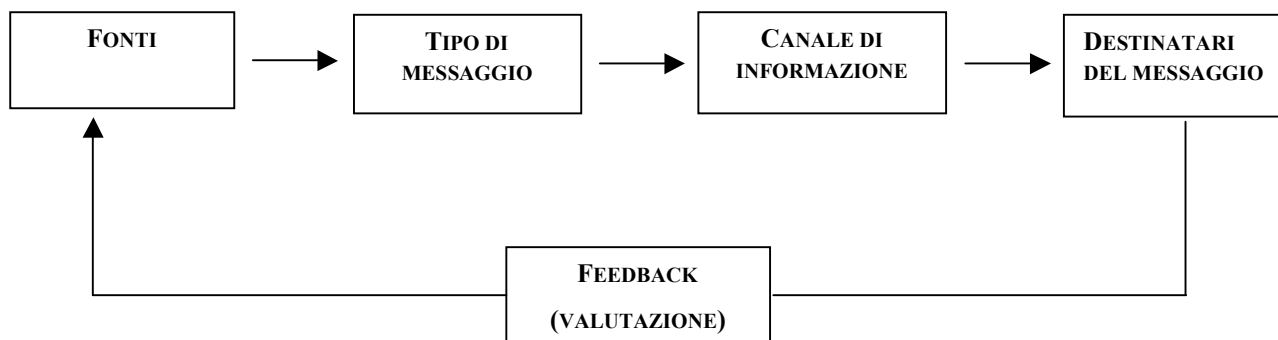 FONTI
TIPO DI
MESSAGGIO
CANALE DI
INFORMAZIONE
DESTINATARI
DEL MESSAGGIO
FEEDBACK
(VALUTAZIONE)